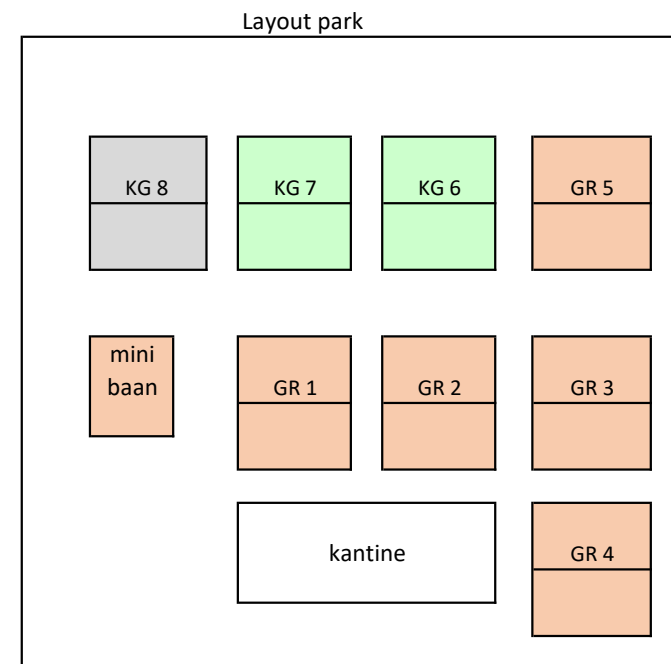 Layout park
KG 8
KG 7
KG 6
GR 5
mini
baan
GR 1
GR 2
GR 3
kantine
GR 4